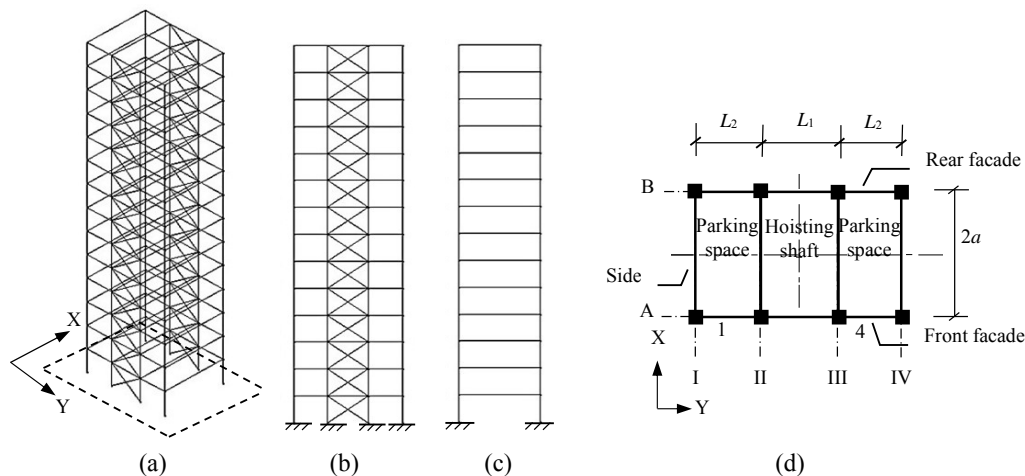 L₂ L₁ L₂
Rear facade
B
Parking space
Hoisting shaft
Parking space
2a
Side
A
1 4
Front facade
X
I II III IV
Y
X
Y
(a) (b) (c) (d)